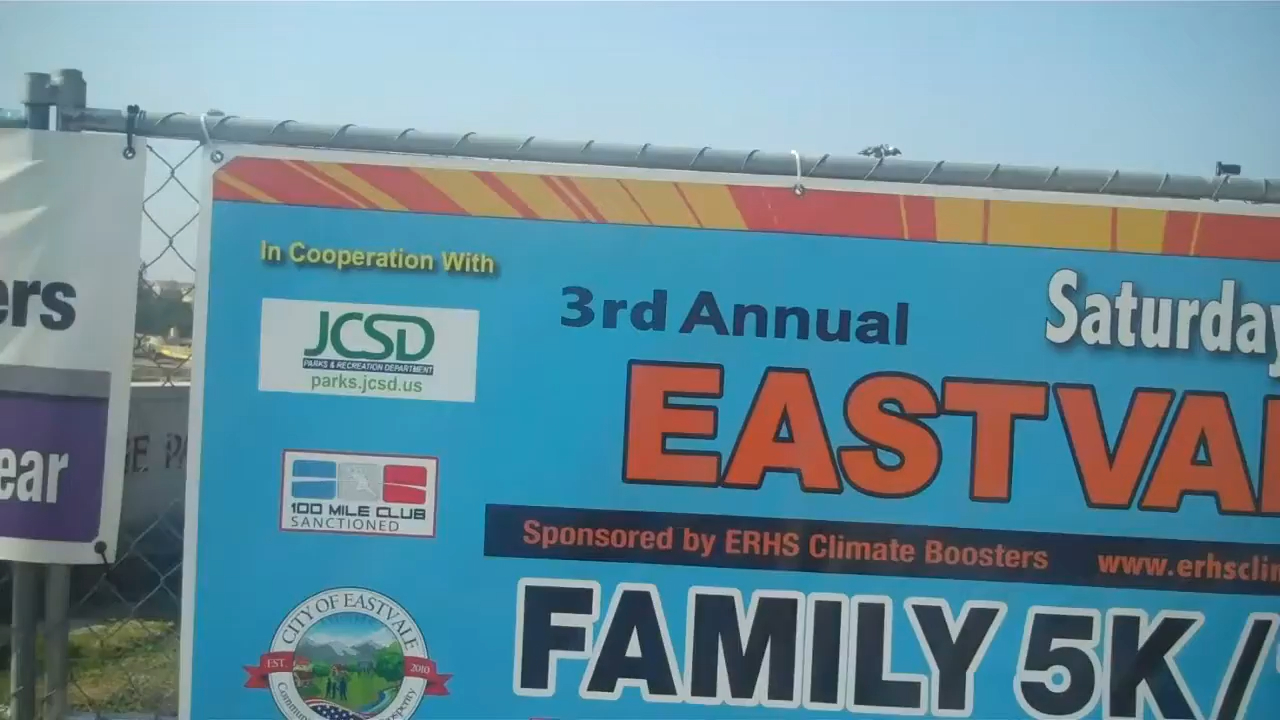 ers
ear
In Cooperation With
JCSD
PARKS & RECREATION DEPARTMENT
parks.jcsd.us
100 MILE CLUB
SANCTIONED
CITY OF EASTVALE
EST. 2010
3rd Annual
Saturday
EASTVA
Sponsored by ERHS Climate Boosters www.erhsclim
FAMILY 5K /